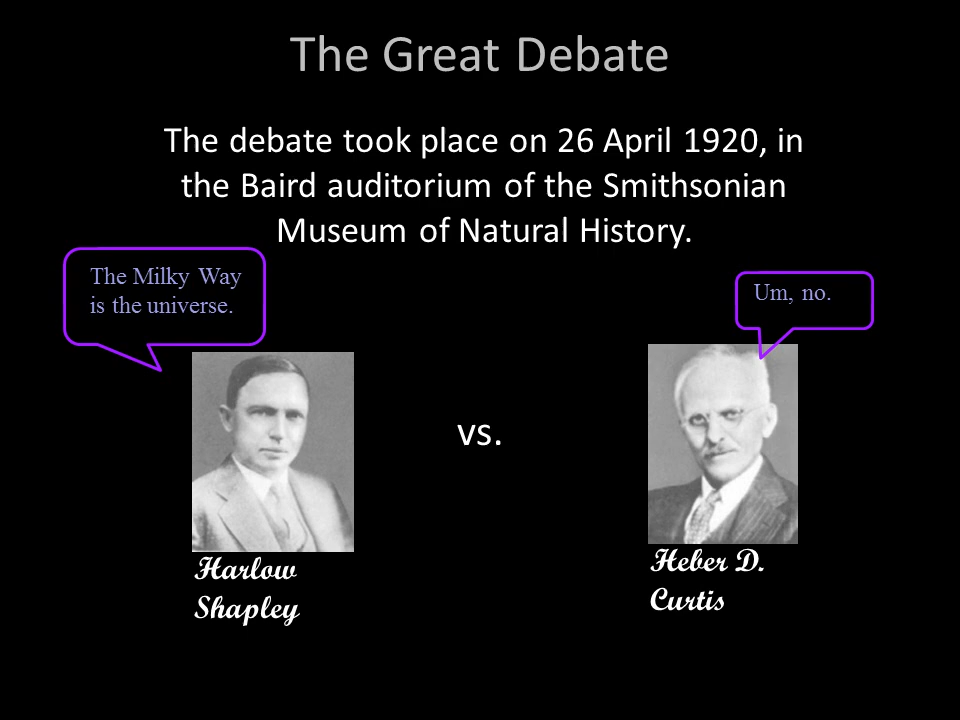 The Great Debate
The debate took place on 26 April 1920, in
the Baird auditorium of the Smithsonian
Museum of Natural History.
The Milky Way
is the universe.
Um, no.
vs.
Harlow
Shapley
Heber D.
Curtis